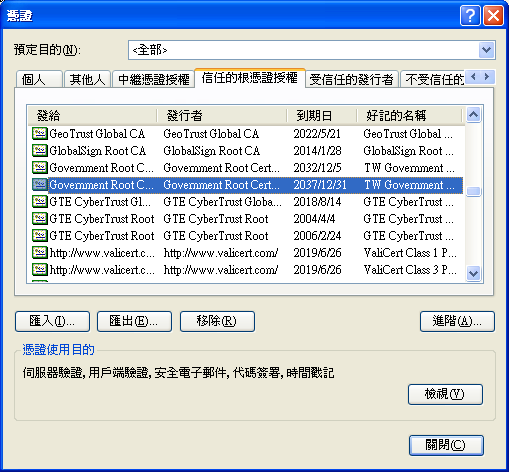 憑證
預定目的(N): <全部>
個人 其他人 中繼憑證授權 信任的根憑證授權 受信任的發行者 不受信任的
發給 發行者 到期日 好記的名稱
GeoTrust Global CA GeoTrust Global CA 2022/5/21 GeoTrust Global ...
GlobalSign Root CA GlobalSign Root CA 2014/1/28 GlobalSign Root ...
Government Root C... Government Root Cert... 2032/12/5 TW Government ...
Government Root C... Government Root Cert... 2037/12/31 TW Government ...
GTE CyberTrust Gl... GTE CyberTrust Globa... 2018/8/14 GTE CyberTrust ...
GTE CyberTrust Root GTE CyberTrust Root 2004/4/4 GTE CyberTrust ...
GTE CyberTrust Root GTE CyberTrust Root 2006/2/24 GTE CyberTrust ...
http://www.valicert.c... http://www.valicert.com/ 2019/6/26 ValiCert Class 1 P...
http://www.valicert.c... http://www.valicert.com/ 2019/6/26 ValiCert Class 3 P...
匯入(I)... 匯出(E)... 移除(R) 進階(A)...
憑證使用目的
伺服器驗證, 用戶端驗證, 安全電子郵件, 代碼簽署, 時間戳記
檢視(V)
關閉(C)